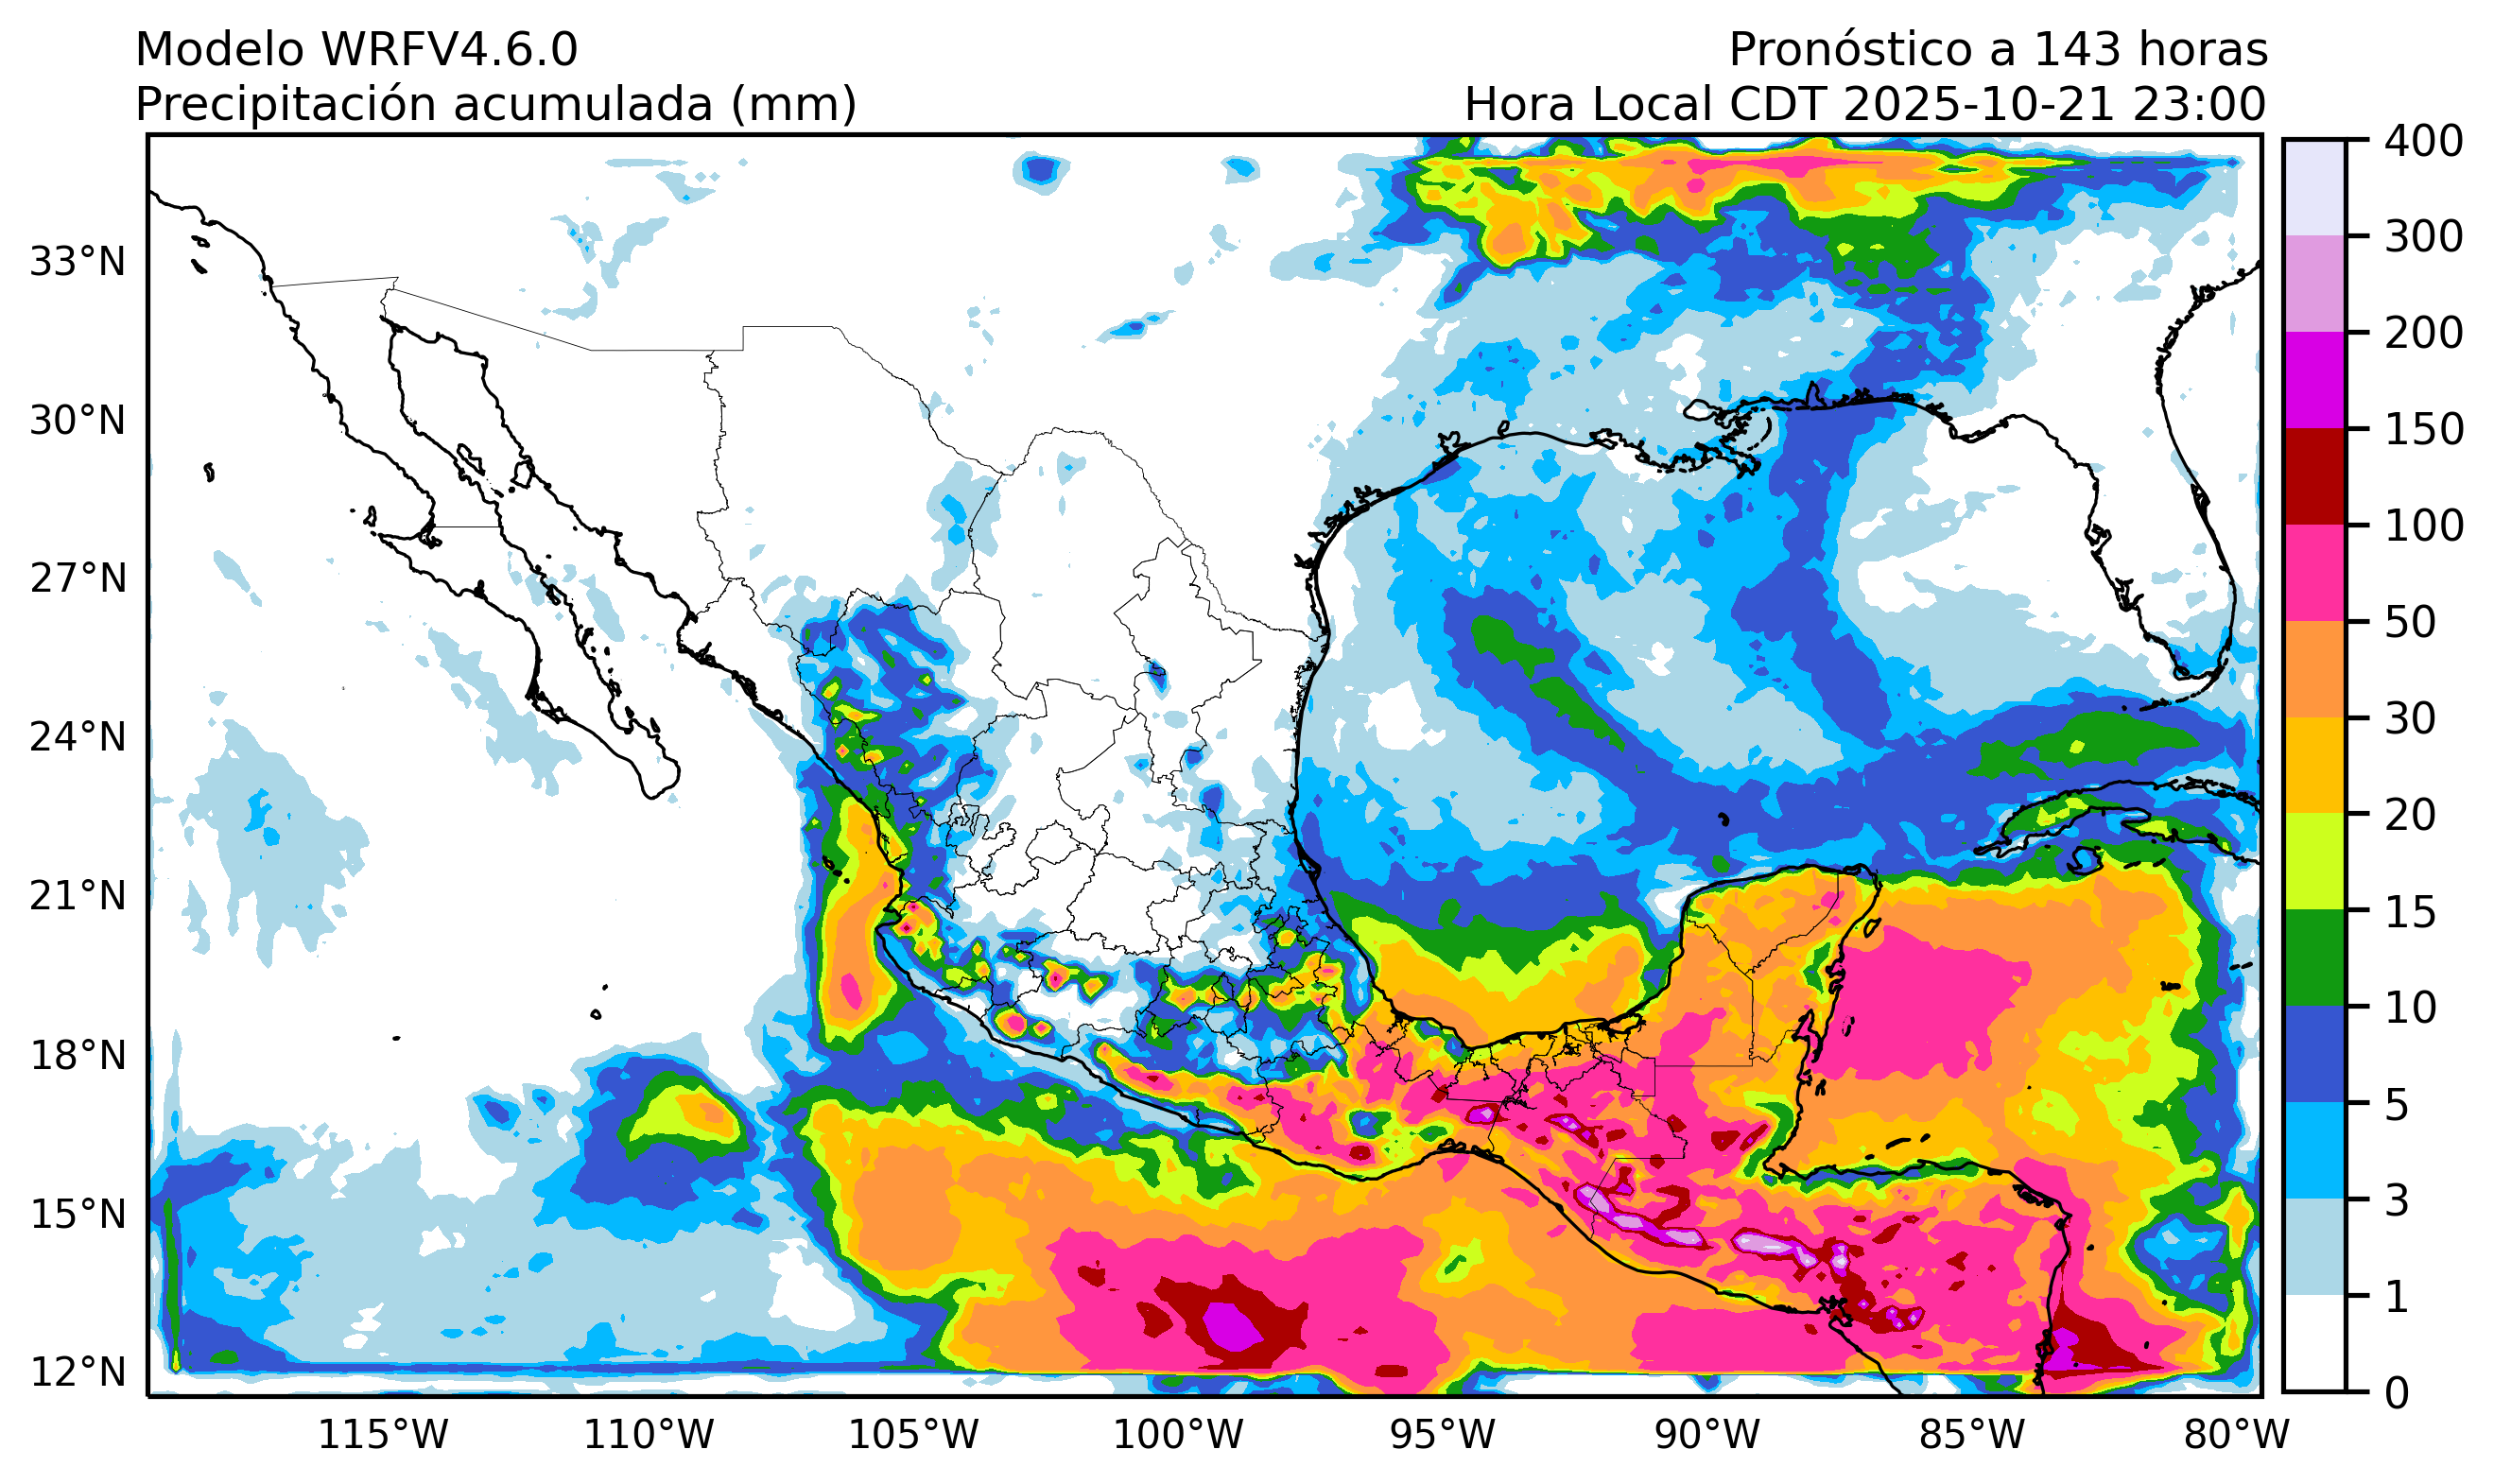 Modelo WRFV4.6.0
Pronóstico a 143 horas
Precipitación acumulada (mm)
Hora Local CDT 2025-10-21 23:00
33°N
30°N
27°N
24°N
21°N
18°N
15°N
12°N
115°W
110°W
105°W
100°W
95°W
90°W
85°W
80°W
400
300
200
150
100
50
30
20
15
10
5
3
1
0